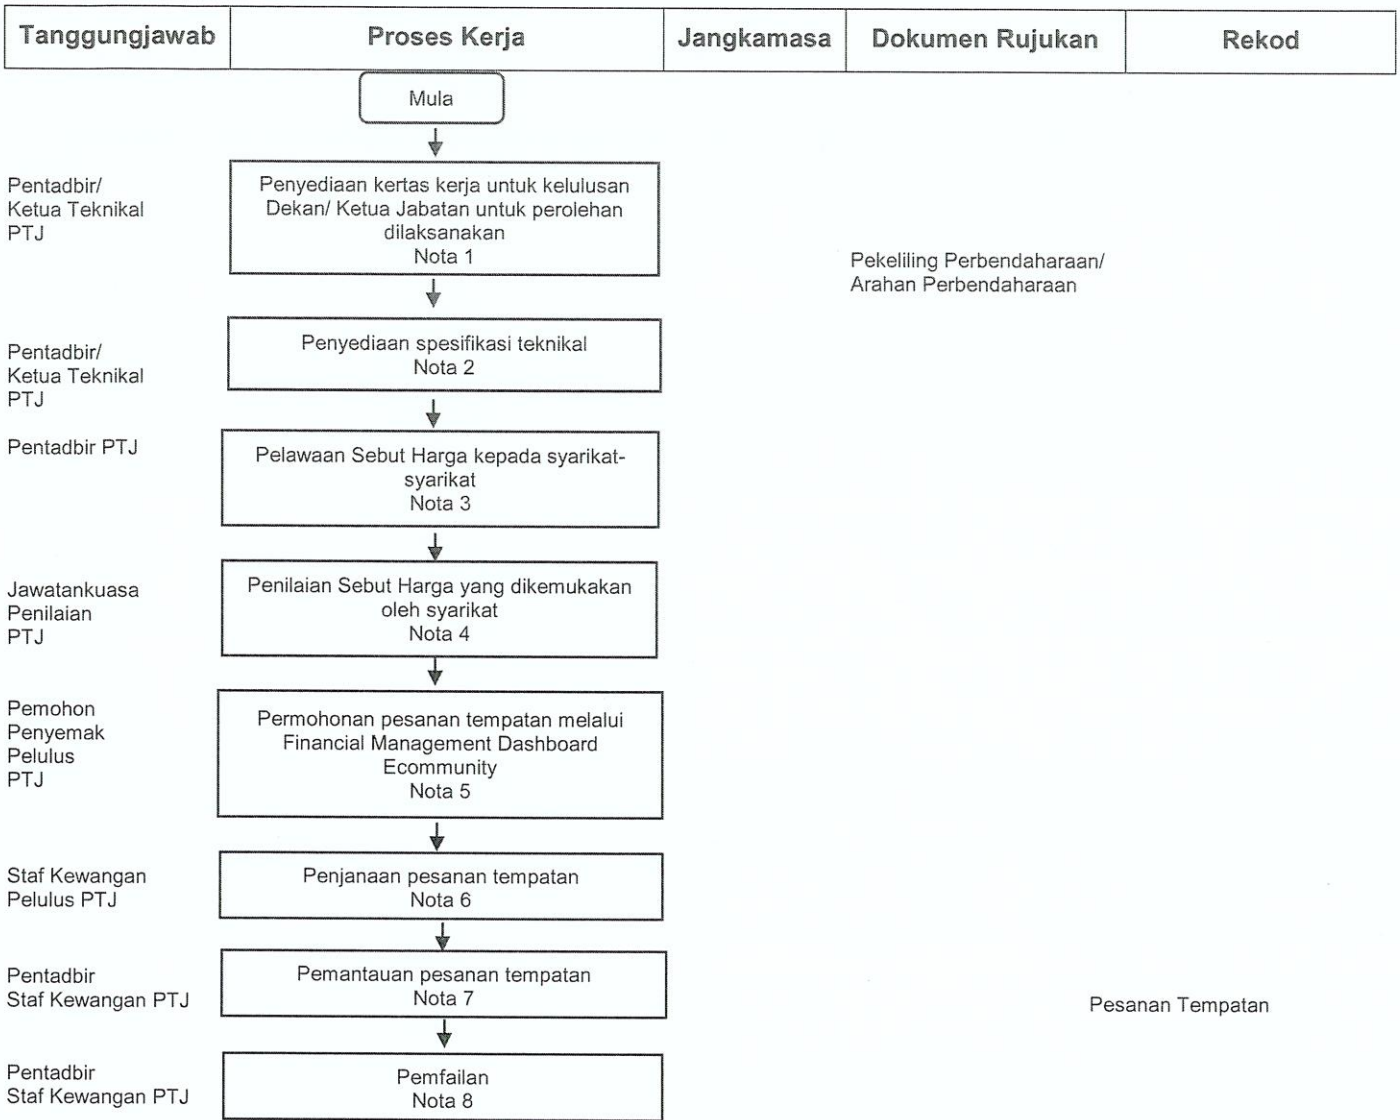 Tanggungjawab
Proses Kerja
Jangkamasa
Dokumen Rujukan
Rekod
Mula
Pentadbir/
Ketua Teknikal
PTJ
Penyediaan kertas kerja untuk kelulusan
Dekan/ Ketua Jabatan untuk perolehan
dilaksanakan
Nota 1
Pekeliling Perbendaharaan/
Arahan Perbendaharaan
Pentadbir/
Ketua Teknikal
PTJ
Penyediaan spesifikasi teknikal
Nota 2
Pentadbir PTJ
Pelawaan Sebut Harga kepada syarikat-
syarikat
Nota 3
Jawatankuasa
Penilaian
PTJ
Penilaian Sebut Harga yang dikemukakan
oleh syarikat
Nota 4
Pemohon
Penyemak
Pelulus
PTJ
Permohonan pesanan tempatan melalui
Financial Management Dashboard
Ecommunity
Nota 5
Staf Kewangan
Pelulus PTJ
Penjanaan pesanan tempatan
Nota 6
Pentadbir
Staf Kewangan PTJ
Pemantauan pesanan tempatan
Nota 7
Pesanan Tempatan
Pentadbir
Staf Kewangan PTJ
Pemfailan
Nota 8